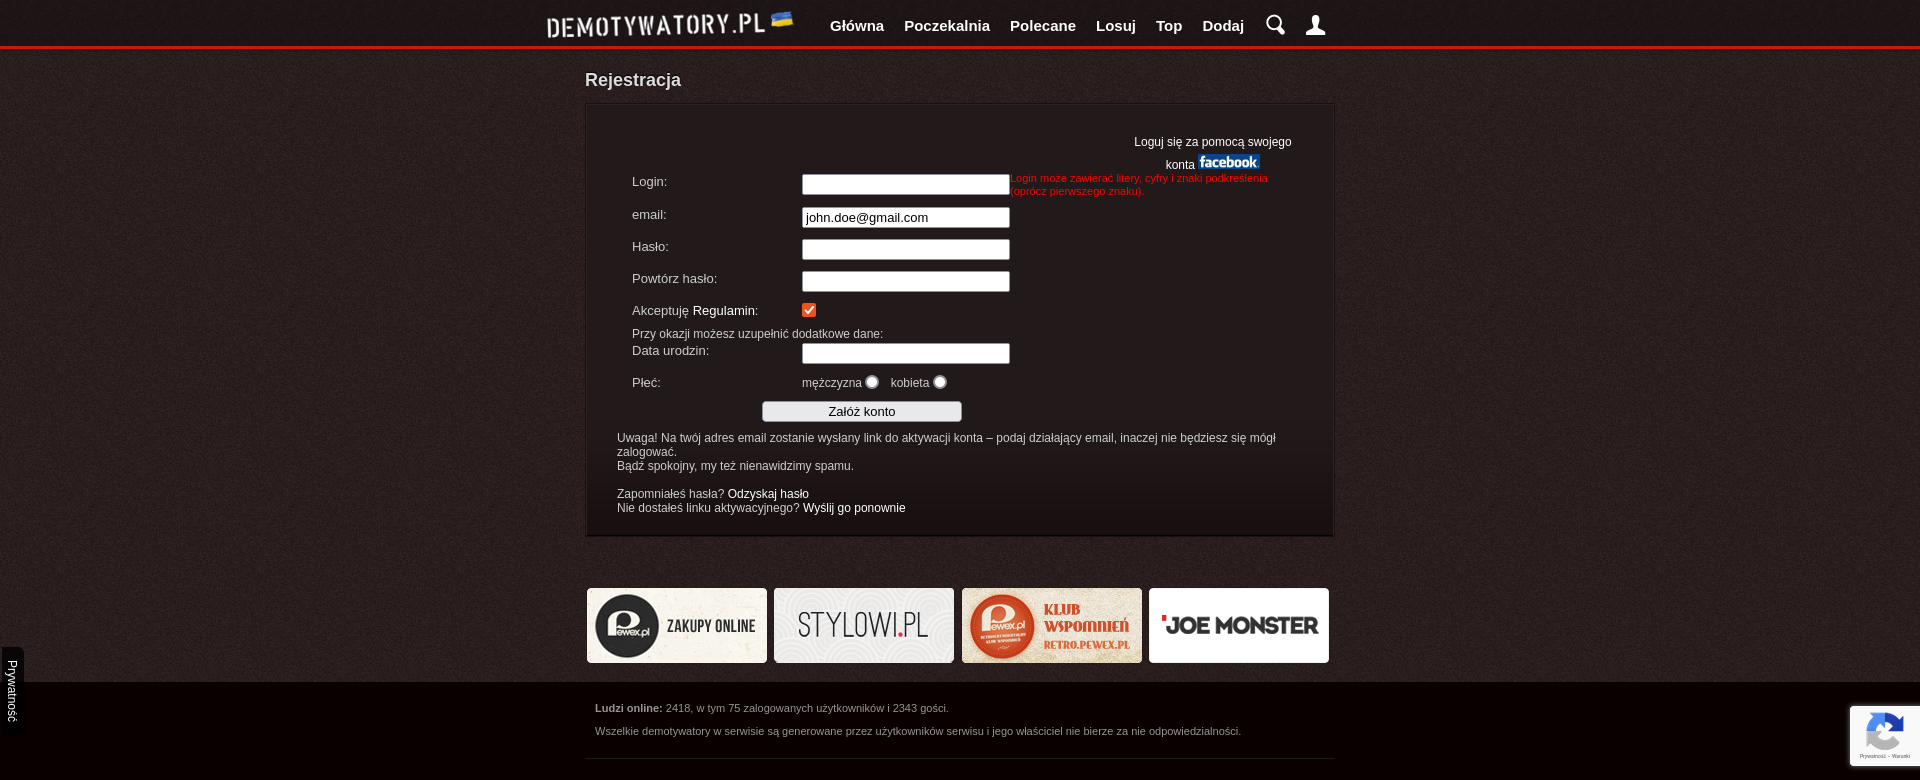 DEMOTYWATORY.PL
Główna Poczekalnia Polecane Losuj Top Dodaj
Rejestracja
Loguj się za pomocą swojego
konta facebook
Login:
Login może zawierać litery, cyfry i znaki podkreślenia
(oprócz pierwszego znaku).
email: john.doe@gmail.com
Hasło:
Powtórz hasło:
Akceptuję Regulamin:
Przy okazji możesz uzupełnić dodatkowe dane:
Data urodzin:
Płeć: mężczyzna kobieta
Załóż konto
Uwaga! Na twój adres email zostanie wysłany link do aktywacji konta – podaj działający email, inaczej nie będziesz się mógł
zalogować.
Bądź spokojny, my też nienawidzimy spamu.
Zapomniałeś hasła? Odzyskaj hasło
Nie dostałeś linku aktywacyjnego? Wyślij go ponownie
Pewex.pl ZAKUPY ONLINE
STYLOWI.PL
Pewex.pl
KLUB
WSPOMNIEŃ
RETRO.PEWEX.PL
JOE MONSTER
Prywatność
Ludzi online: 2418, w tym 75 zalogowanych użytkowników i 2343 gości.
Wszelkie demotywatory w serwisie są generowane przez użytkowników serwisu i jego właściciel nie bierze za nie odpowiedzialności.
Prywatność - Warunki